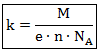 k = M / e · n · N_A